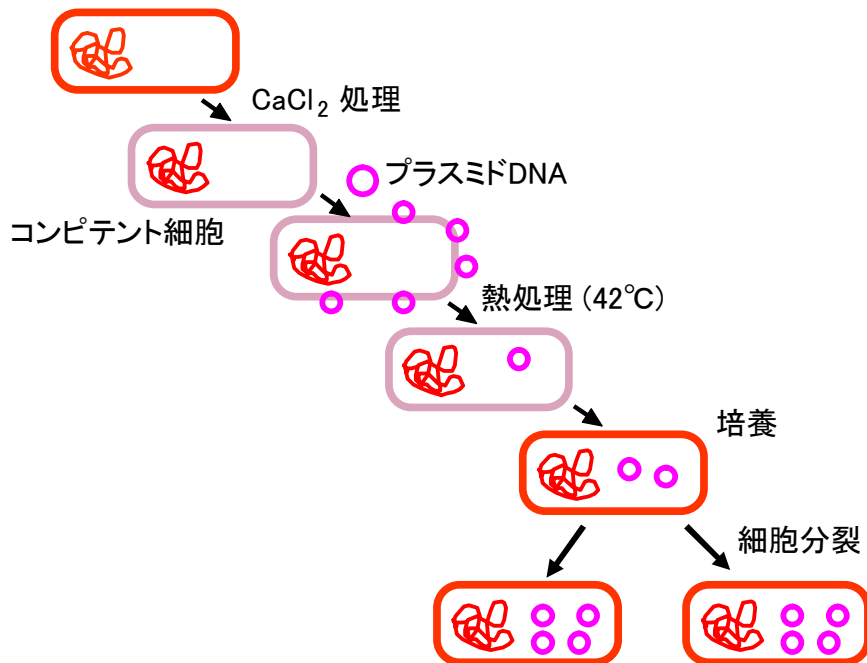 CaCl₂ 処理
プラスミドDNA
コンピテント細胞
熱処理 (42℃)
培養
細胞分裂